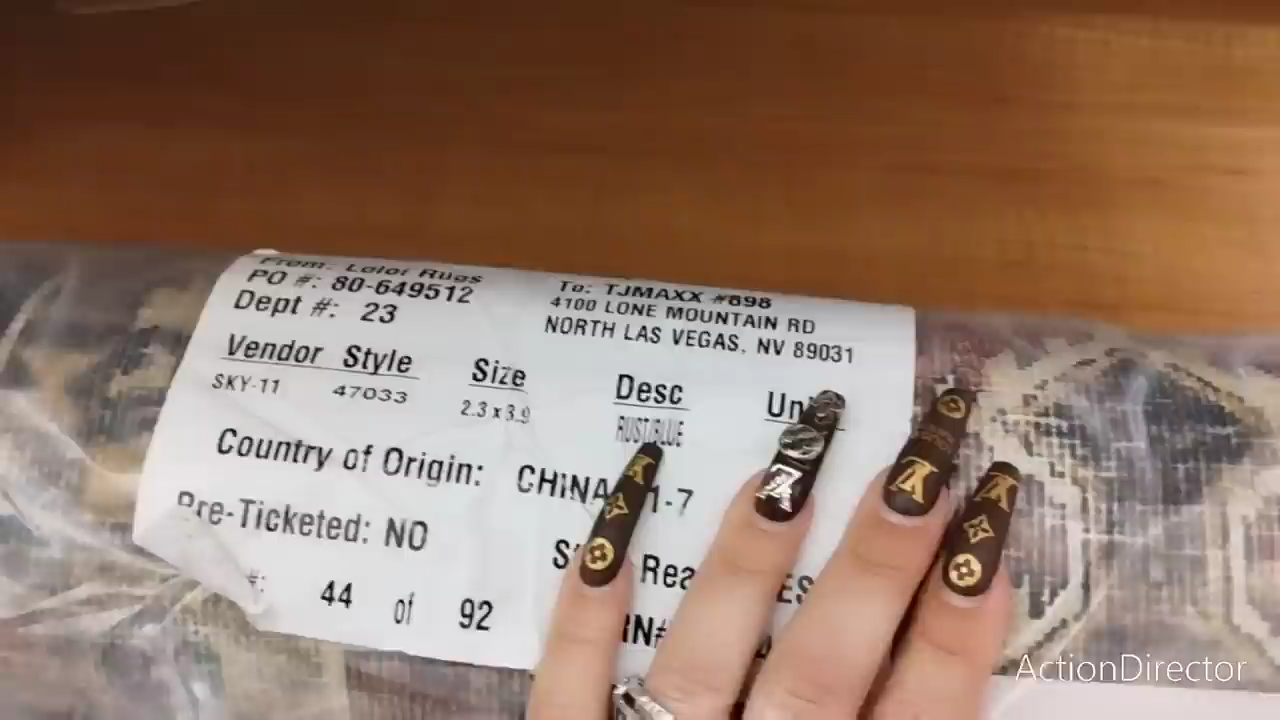 From: Loloi Rugs
PO #: 80-649512
Dept #: 23
To: TJMAXX #898
4100 LONE MOUNTAIN RD
NORTH LAS VEGAS, NV 89031
Vendor Style Size Desc
SKY-11 47033 2.3 x 3.9 RUST/BLUE
Country of Origin: CHINA 1-7
Pre-Ticketed: NO
44 of 92
ActionDirector